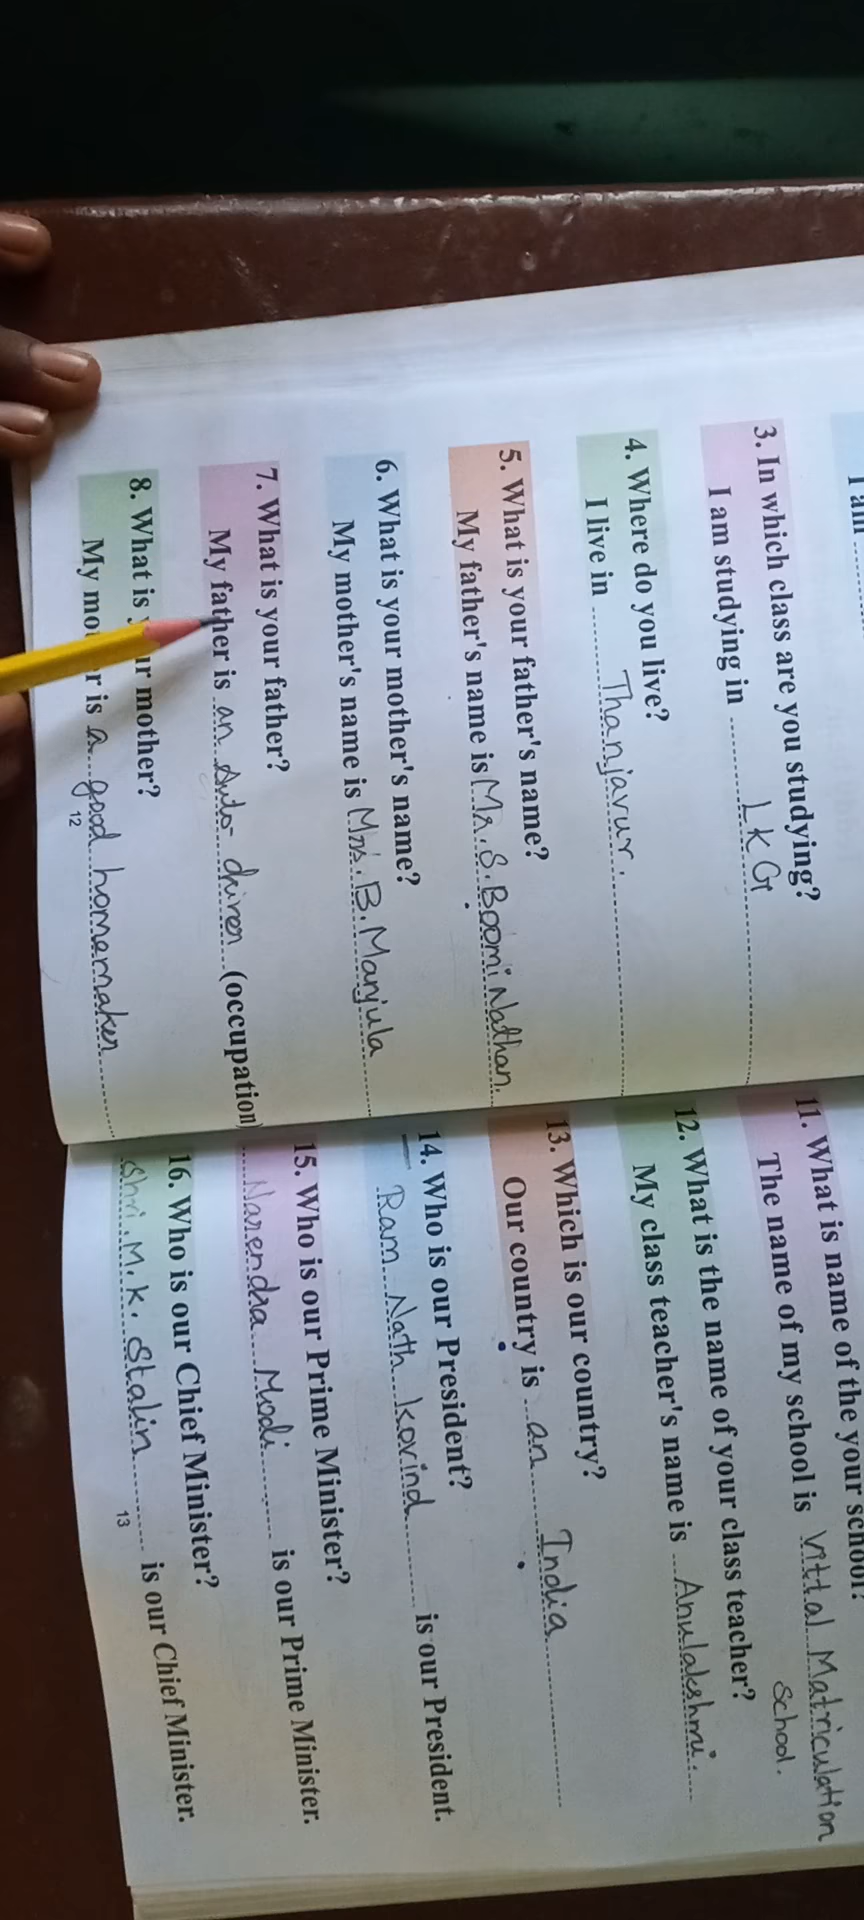 I am
3. In which class are you studying?
I am studying in LKG
4. Where do you live?
I live in Thanjavur.
5. What is your father's name?
My father's name is Mr. S. Boomi Nathan.
6. What is your mother's name?
My mother's name is Mrs. B. Manjula
7. What is your father?
My father is an Auto driver (occupation)
8. What is mother?
My is a good homemaker
12
11. What is name of the your school?
The name of my school is Vittal Matriculation
School.
12. What is the name of your class teacher?
My class teacher's name is Anulakshmi.
13. Which is our country?
Our country is an India
14. Who is our President?
Ram Nath Kovind is our President.
15. Who is our Prime Minister?
Narendra Modi is our Prime Minister.
16. Who is our Chief Minister?
Shri. M.K. Stalin is our Chief Minister.
13